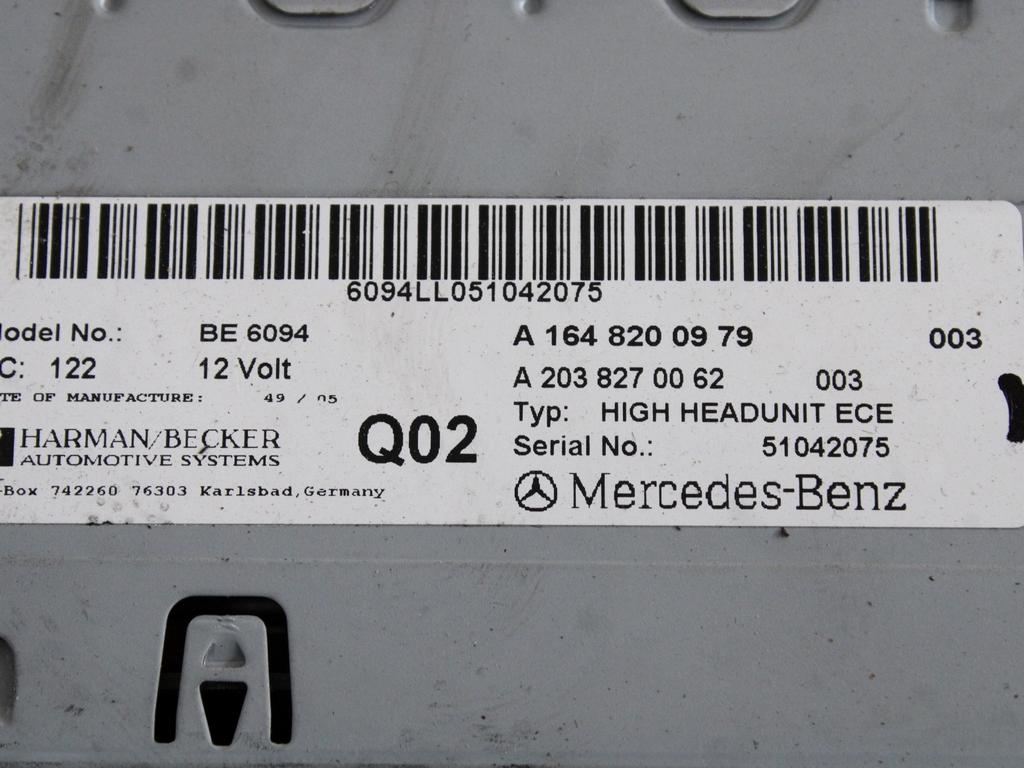 6094LL051042075
odel No.: BE 6094 A 164 820 09 79 003
C: 122 12 Volt A 203 827 00 62 003
TE OF MANUFACTURE: 49 / 05 Typ: HIGH HEADUNIT ECE
HARMAN/BECKER Q02 Serial No.: 51042075
AUTOMOTIVE SYSTEMS
-Box 742260 76303 Karlsbad,Germany Mercedes-Benz